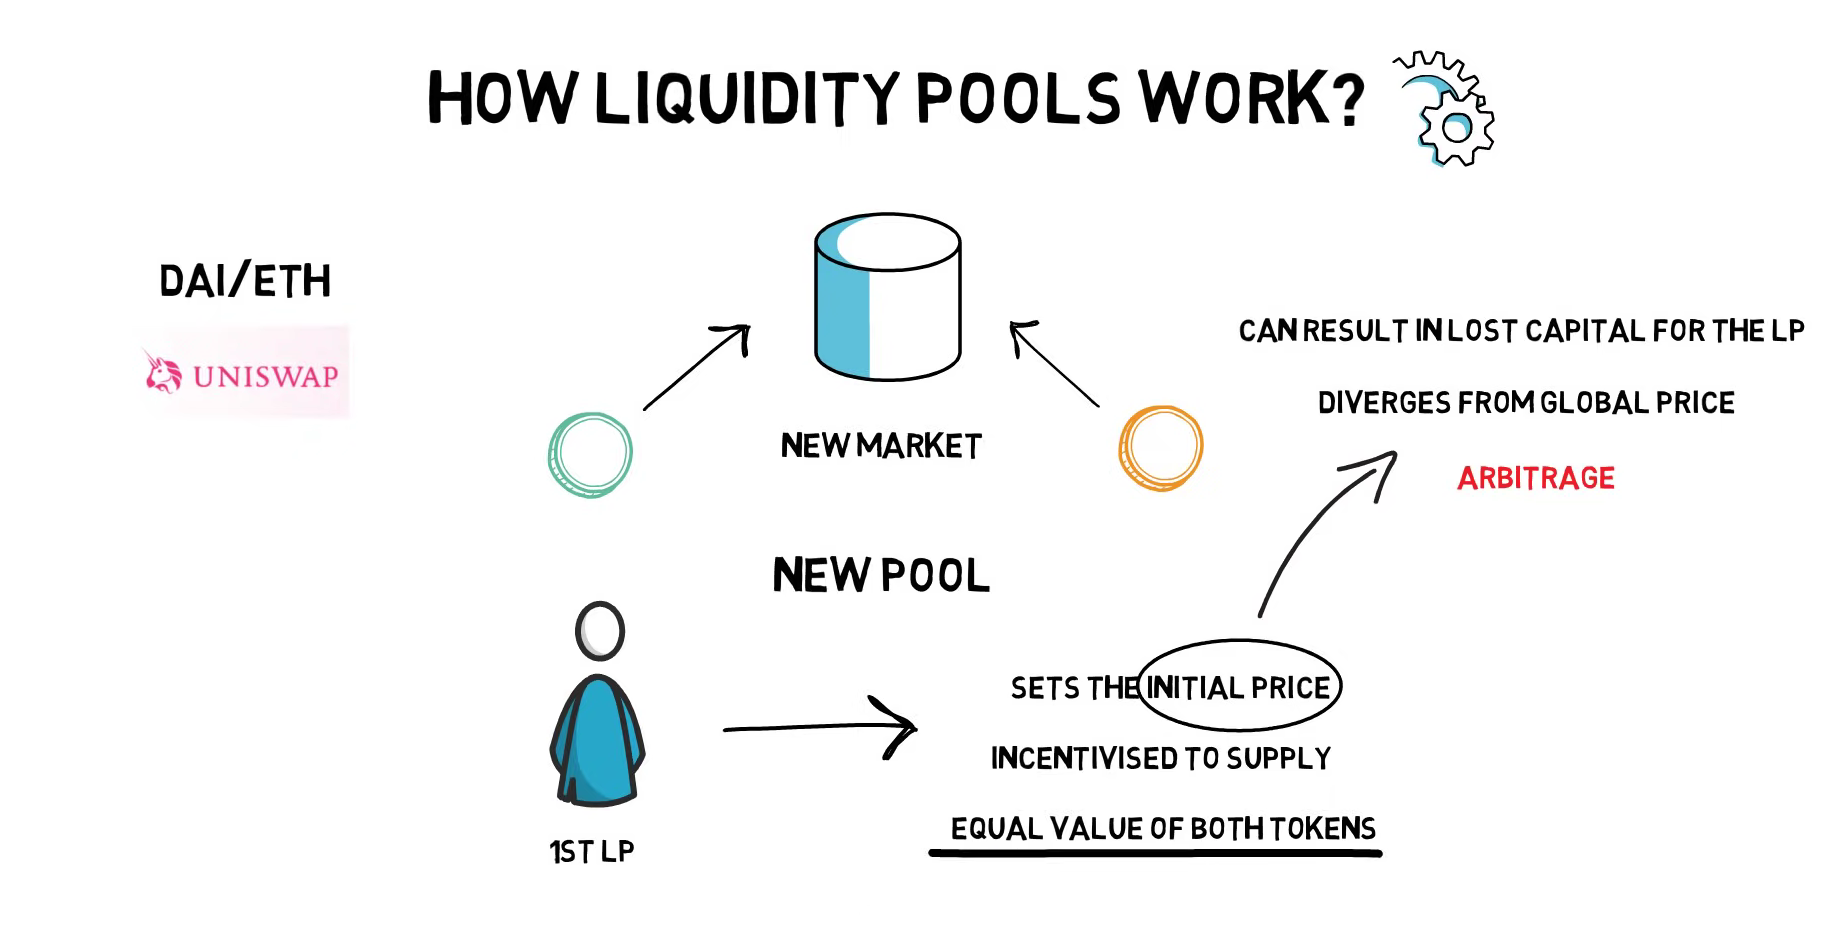 HOW LIQUIDITY POOLS WORK?
DAI/ETH
UNISWAP
NEW MARKET
CAN RESULT IN LOST CAPITAL FOR THE LP
DIVERGES FROM GLOBAL PRICE
ARBITRAGE
NEW POOL
1ST LP
SETS THE INITIAL PRICE
INCENTIVISED TO SUPPLY
EQUAL VALUE OF BOTH TOKENS